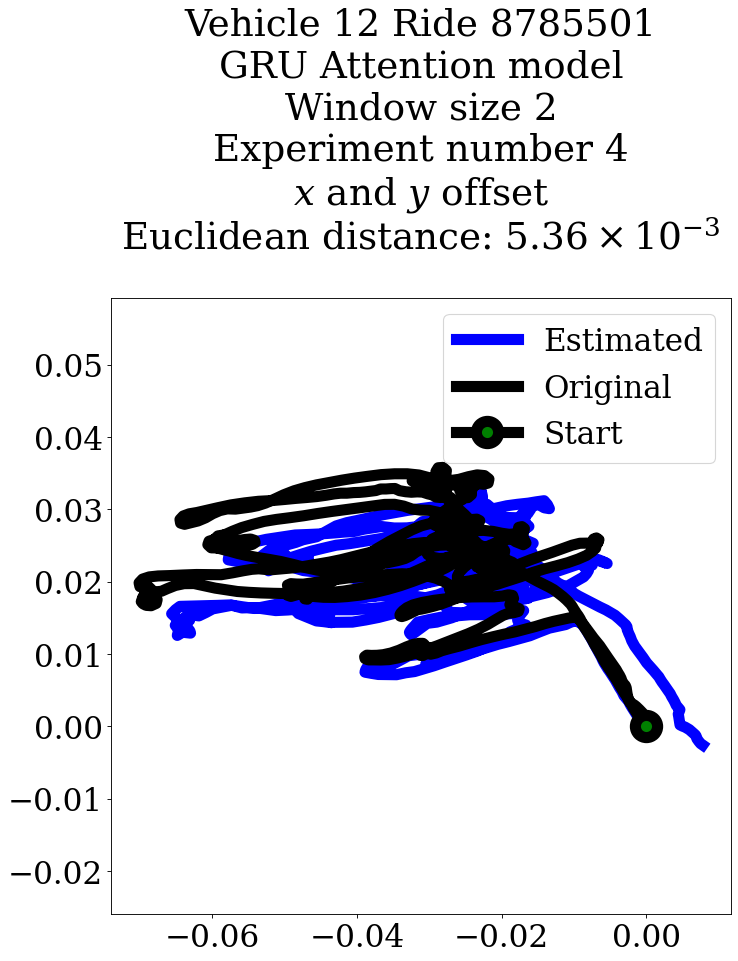 Vehicle 12 Ride 8785501
GRU Attention model
Window size 2
Experiment number 4
x and y offset
Euclidean distance: 5.36 × 10⁻³
Estimated
Original
Start
0.05
0.04
0.03
0.02
0.01
0.00
−0.01
−0.02
−0.06 −0.04 −0.02 0.00